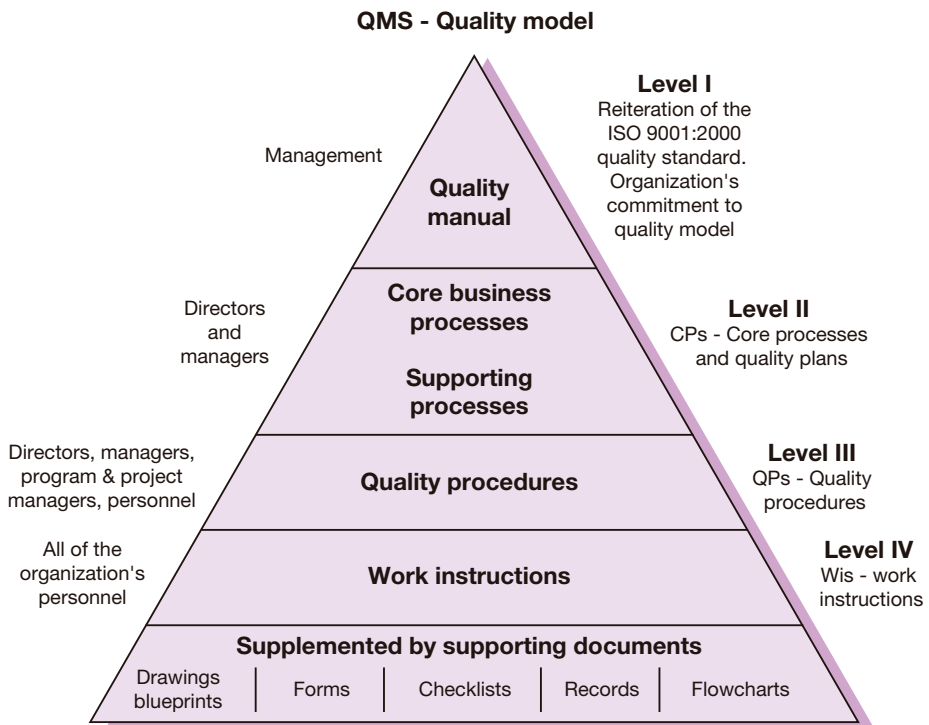 QMS - Quality model
Level I
Reiteration of the
ISO 9001:2000
quality standard.
Organization's
commitment to
quality model
Management
Quality
manual
Directors
and
managers
Core business
processes
Supporting
processes
Level II
CPs - Core processes
and quality plans
Directors, managers,
program & project
managers, personnel
Quality procedures
Level III
QPs - Quality
procedures
All of the
organization's
personnel
Work instructions
Level IV
Wis - work
instructions
Supplemented by supporting documents
Drawings
blueprints
Forms
Checklists
Records
Flowcharts